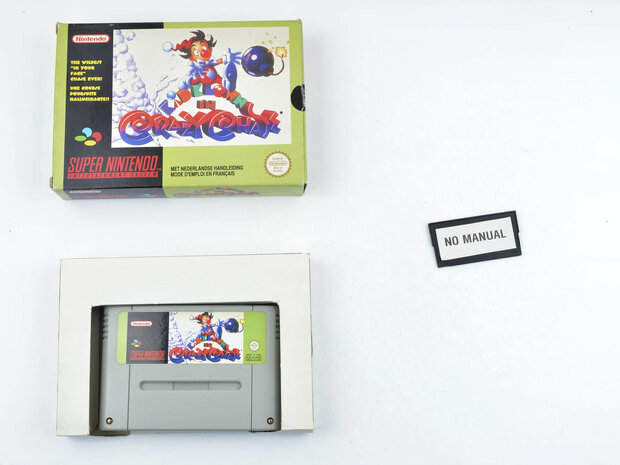 Nintendo
THE WILDEST
"IN YOUR
FACE"
CHASE EVER!
UNE COURSE
POURSUITE
HALLUCINANTE!!
KID KLOWN
IN
CRAZY CHASE
SUPER NINTENDO
ENTERTAINMENT SYSTEM
MET NEDERLANDSE HANDLEIDING
MODE D'EMPLOI EN FRANÇAIS
NO MANUAL
Nintendo
IN
CRAZY CHASE
SUPER NINTENDO